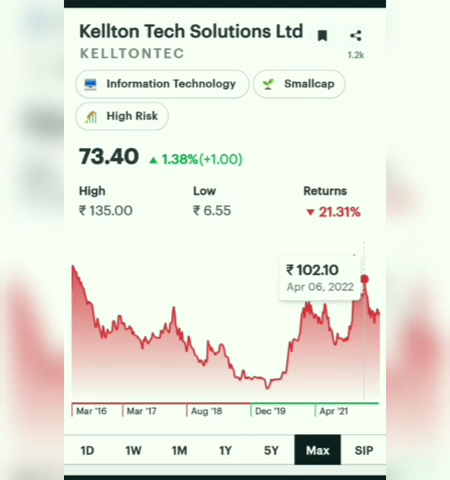 Kellton Tech Solutions Ltd
KELLTONTEC
1.2k
Information Technology
Smallcap
High Risk
73.40 ▲ 1.38%(+1.00)
High Low Returns
₹ 135.00 ₹ 6.55 ▼ 21.31%
₹ 102.10
Apr 06, 2022
Mar '16 Mar '17 Aug '18 Dec '19 Apr '21
1D 1W 1M 1Y 5Y Max SIP